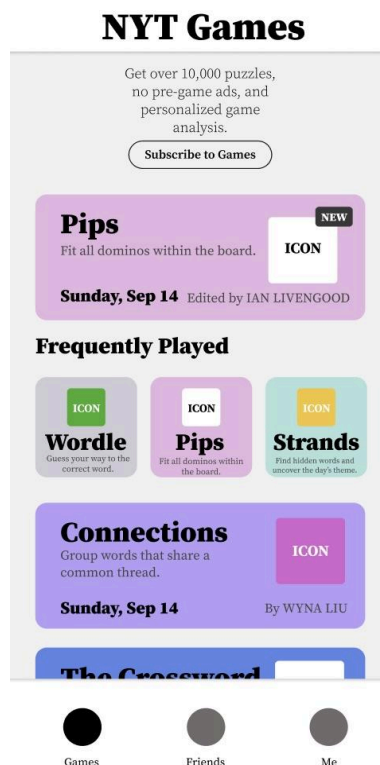 NYT Games
Get over 10,000 puzzles,
no pre-game ads, and
personalized game
analysis.
Subscribe to Games
NEW
Pips
ICON
Fit all dominos within the board.
Sunday, Sep 14 Edited by IAN LIVENGOOD
Frequently Played
ICON
Wordle
Guess your way to the
correct word.
ICON
Pips
Fit all dominos within
the board.
ICON
Strands
Find hidden words and
uncover the day's theme.
Connections
Group words that share a
common thread.
ICON
Sunday, Sep 14 By WYNA LIU
The Crossword
Games Friends Me